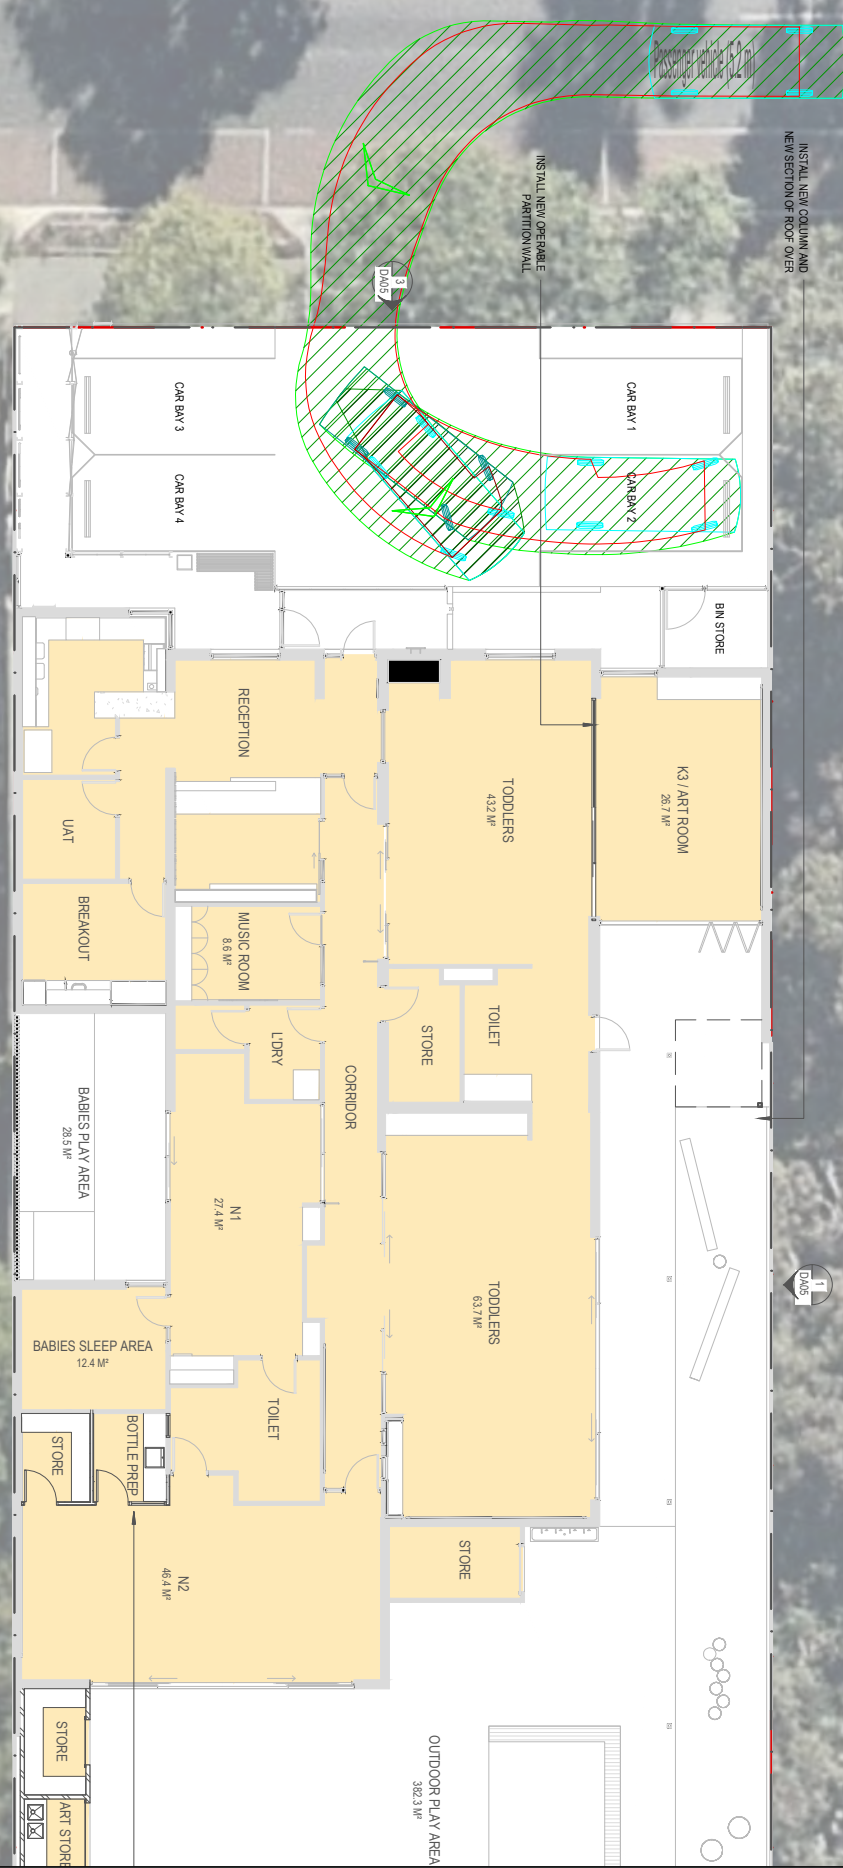 Passenger vehicle (5.2 m)
INSTALL NEW COLUMN AND
NEW SECTION OF ROOF OVER
INSTALL NEW OPERABLE
PARTITION WALL
3
DA05
CAR BAY 3
CAR BAY 1
CAR BAY 4
CAR BAY 2
BIN STORE
RECEPTION
TODDLERS
43.2 M²
K3 / ART ROOM
26.7 M²
UAT
BREAKOUT
MUSIC ROOM
8.6 M²
L'DRY
STORE
TOILET
CORRIDOR
BABIES PLAY AREA
28.5 M²
N1
27.4 M²
TODDLERS
63.7 M²
1
DA05
BABIES SLEEP AREA
12.4 M²
TOILET
STORE
BOTTLE PREP
N2
46.4 M²
STORE
STORE
ART STORE
OUTDOOR PLAY AREA
382.3 M²